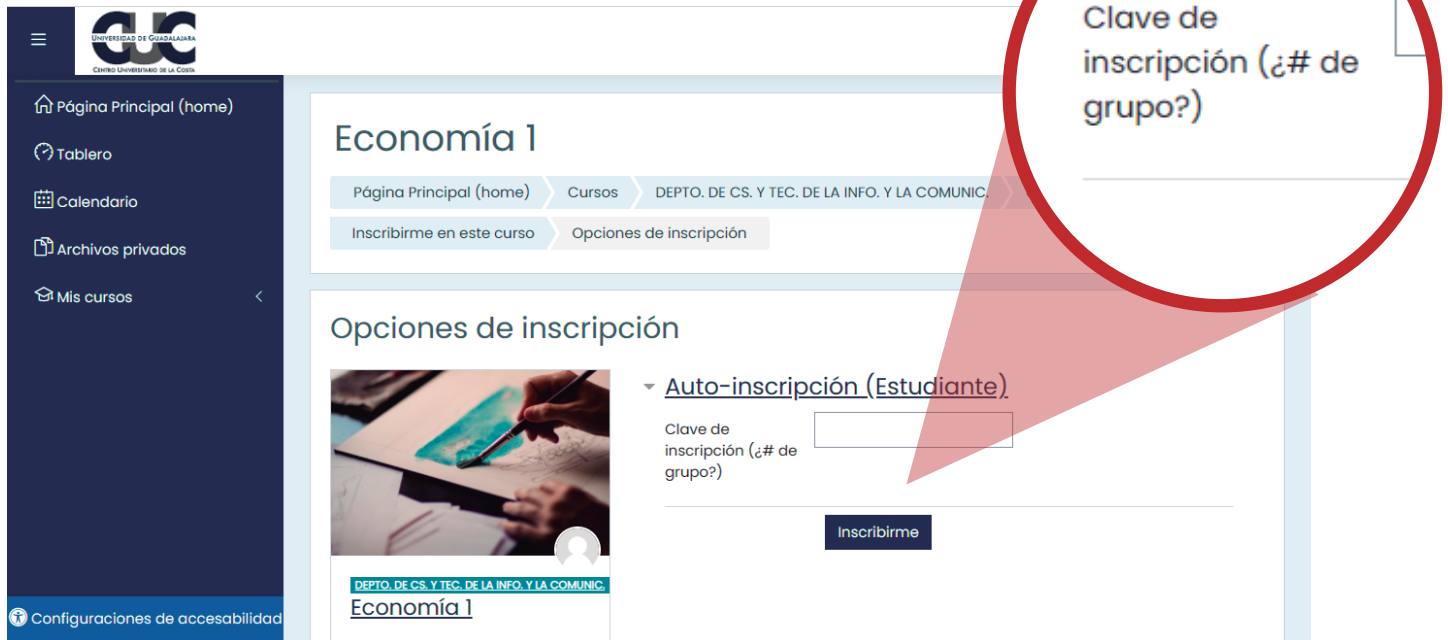 CUC
UNIVERSIDAD DE GUADALAJARA
CENTRO UNIVERSITARIO DE LA COSTA
Página Principal (home)
Tablero
Calendario
Archivos privados
Mis cursos
Configuraciones de accesabilidad
Economía 1
Página Principal (home)
Cursos
DEPTO. DE CS. Y TEC. DE LA INFO. Y LA COMUNIC.
Inscribirme en este curso
Opciones de inscripción
Clave de
inscripción (¿# de
grupo?)
Opciones de inscripción
DEPTO. DE CS. Y TEC. DE LA INFO. Y LA COMUNIC.
Economía 1
Auto-inscripción (Estudiante)
Clave de
inscripción (¿# de
grupo?)
Inscribirme